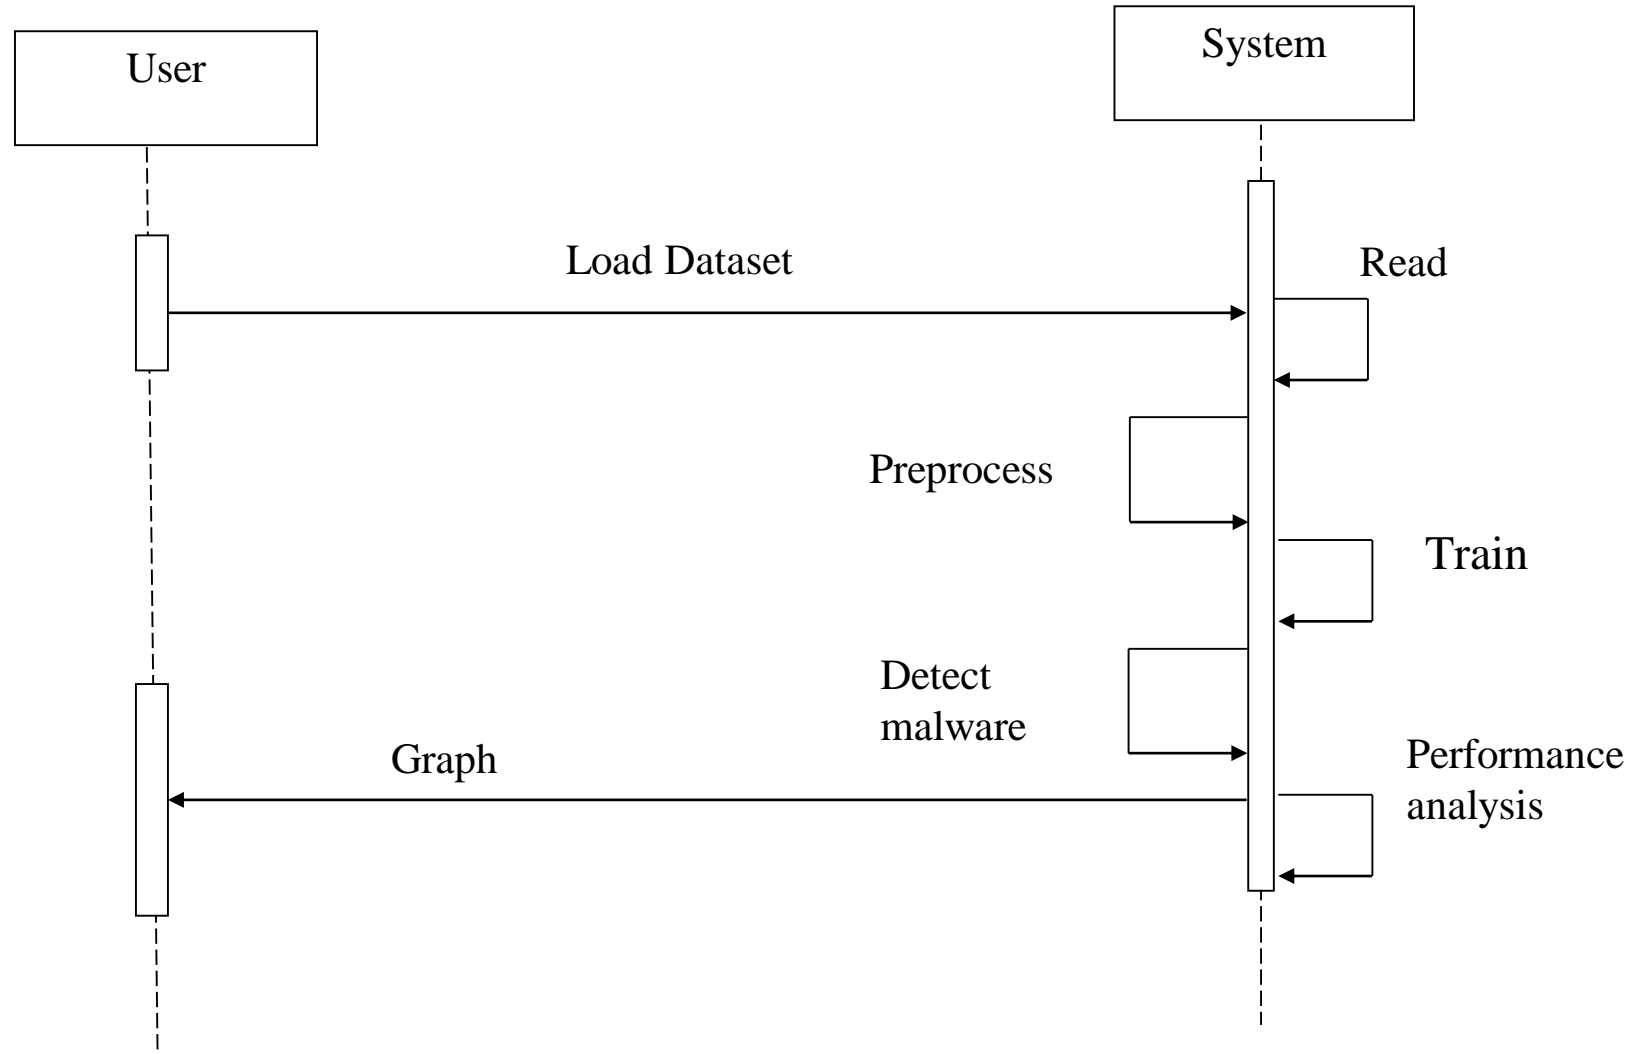 User
System
Load Dataset
Read
Preprocess
Train
Detect
malware
Graph
Performance
analysis